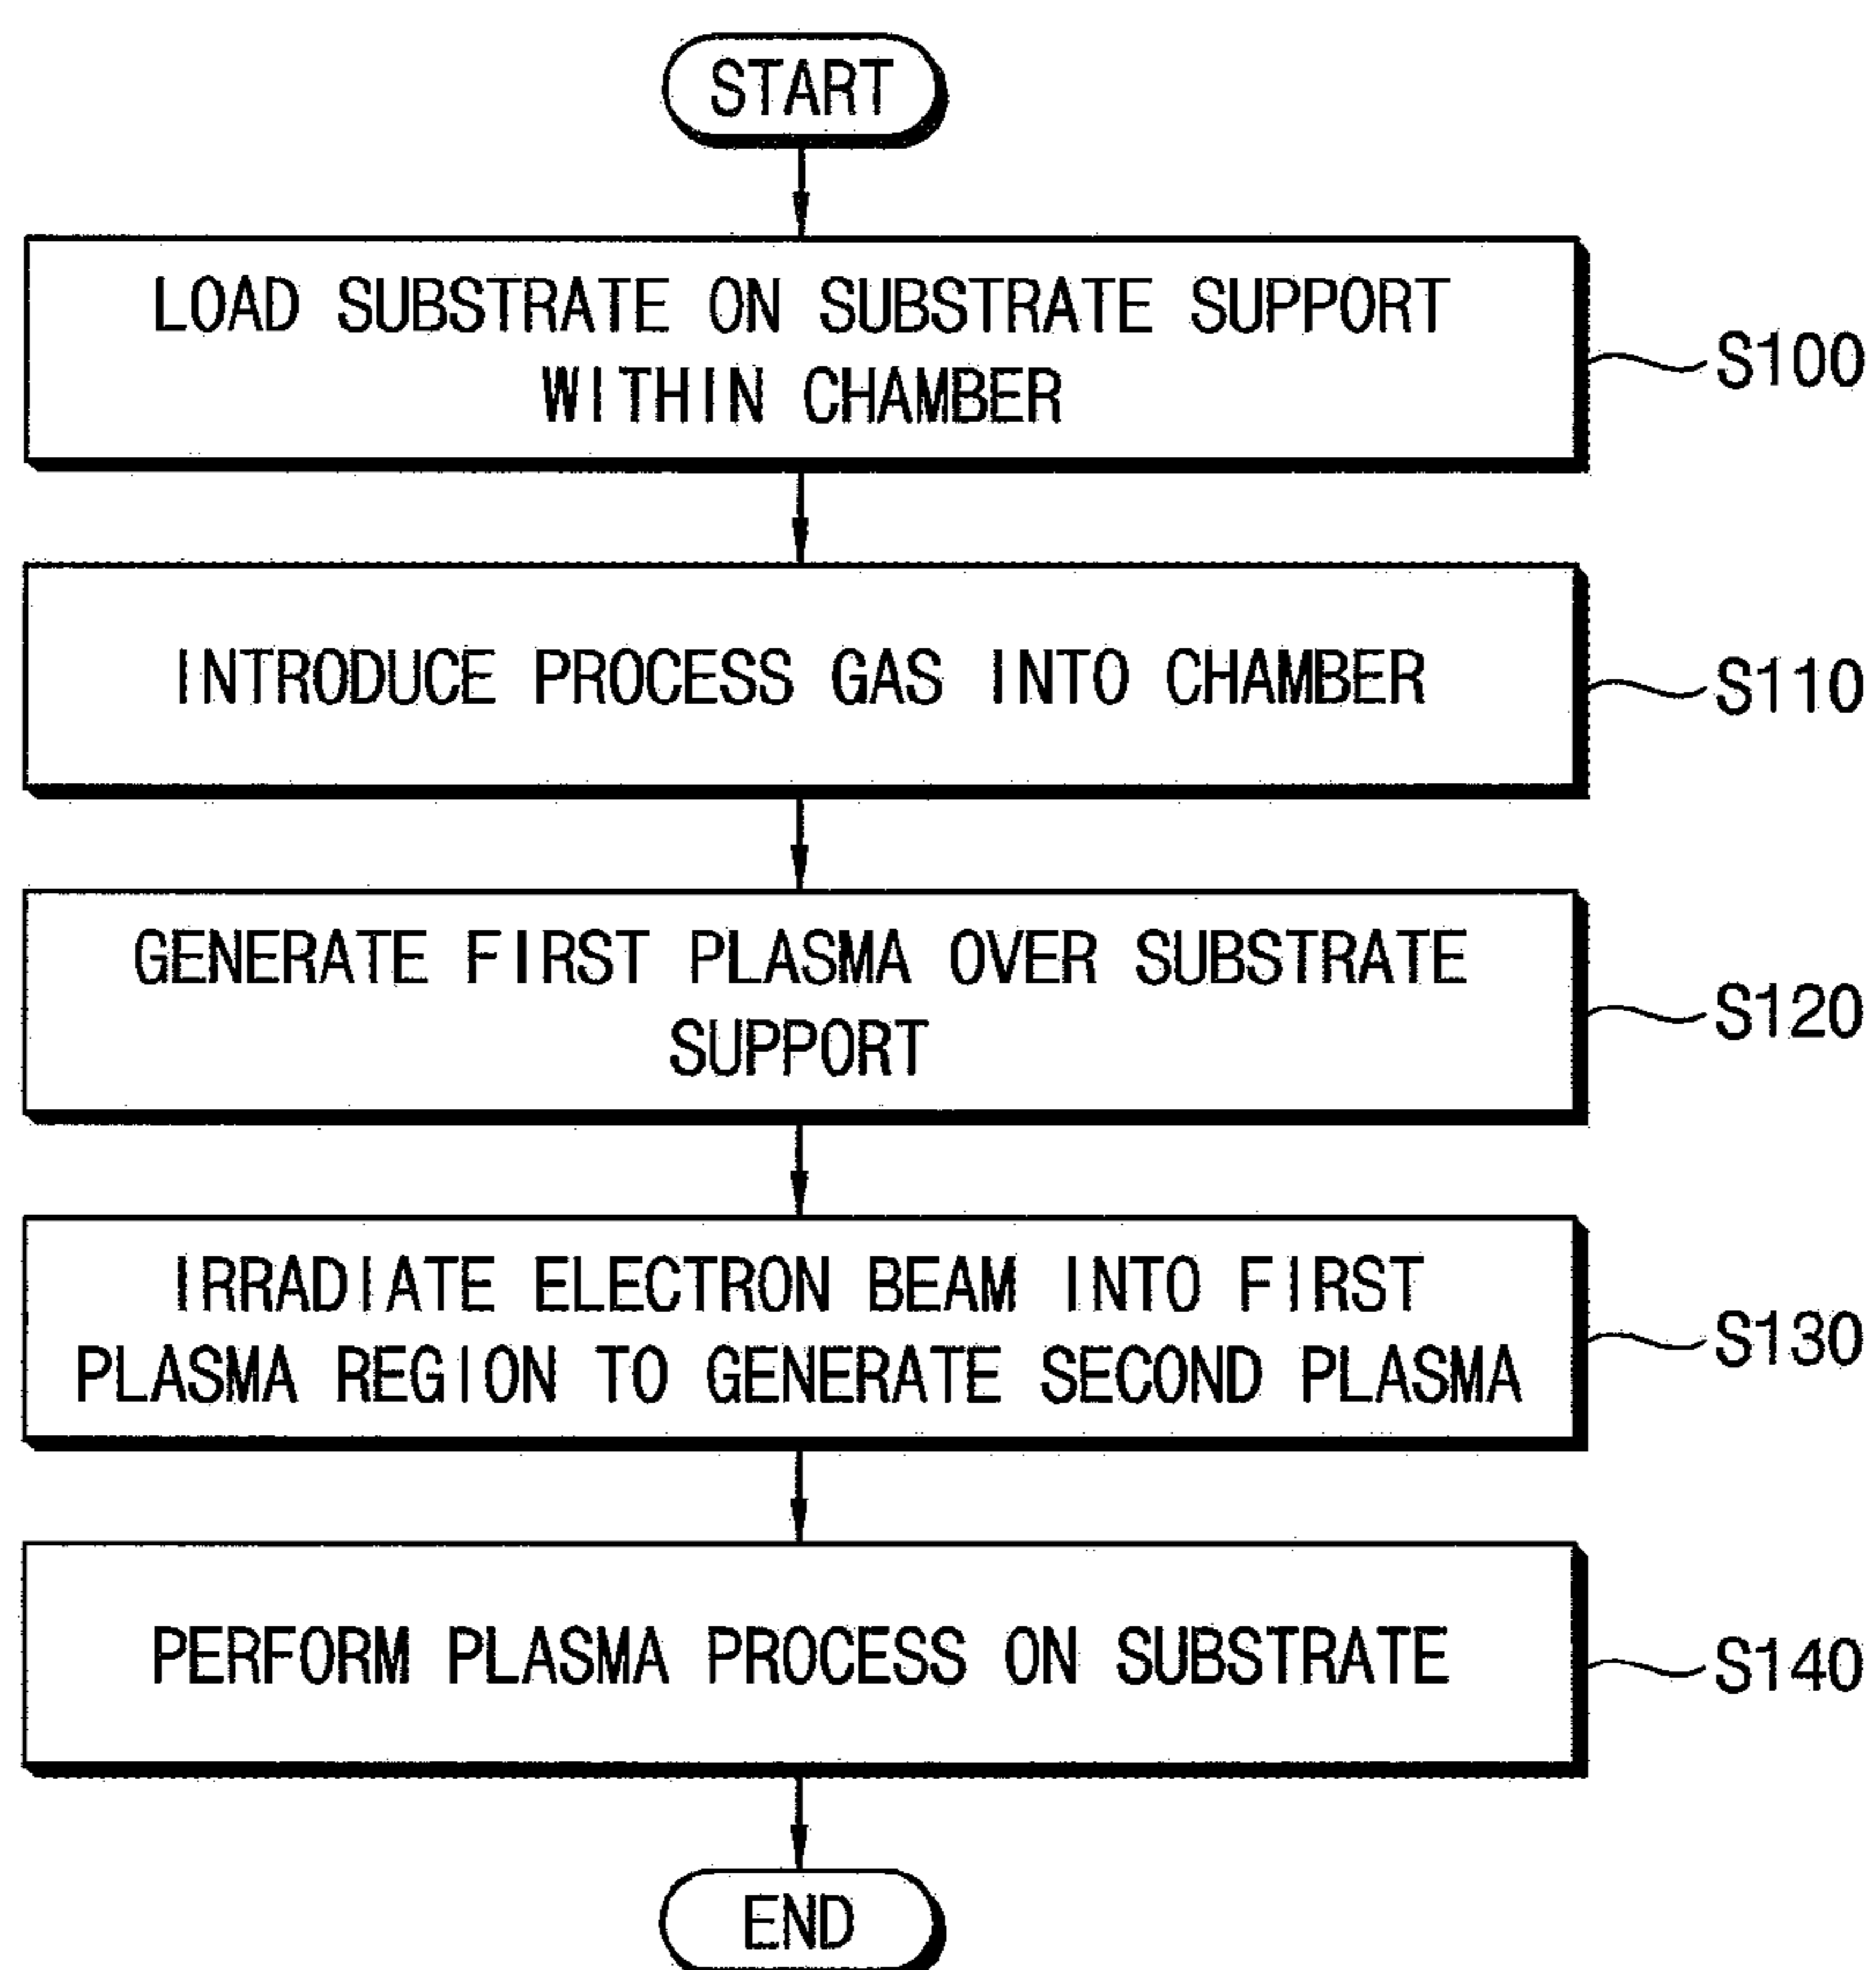 START
LOAD SUBSTRATE ON SUBSTRATE SUPPORT
WITHIN CHAMBER
S100
INTRODUCE PROCESS GAS INTO CHAMBER
S110
GENERATE FIRST PLASMA OVER SUBSTRATE
SUPPORT
S120
IRRADIATE ELECTRON BEAM INTO FIRST
PLASMA REGION TO GENERATE SECOND PLASMA
S130
PERFORM PLASMA PROCESS ON SUBSTRATE
S140
END